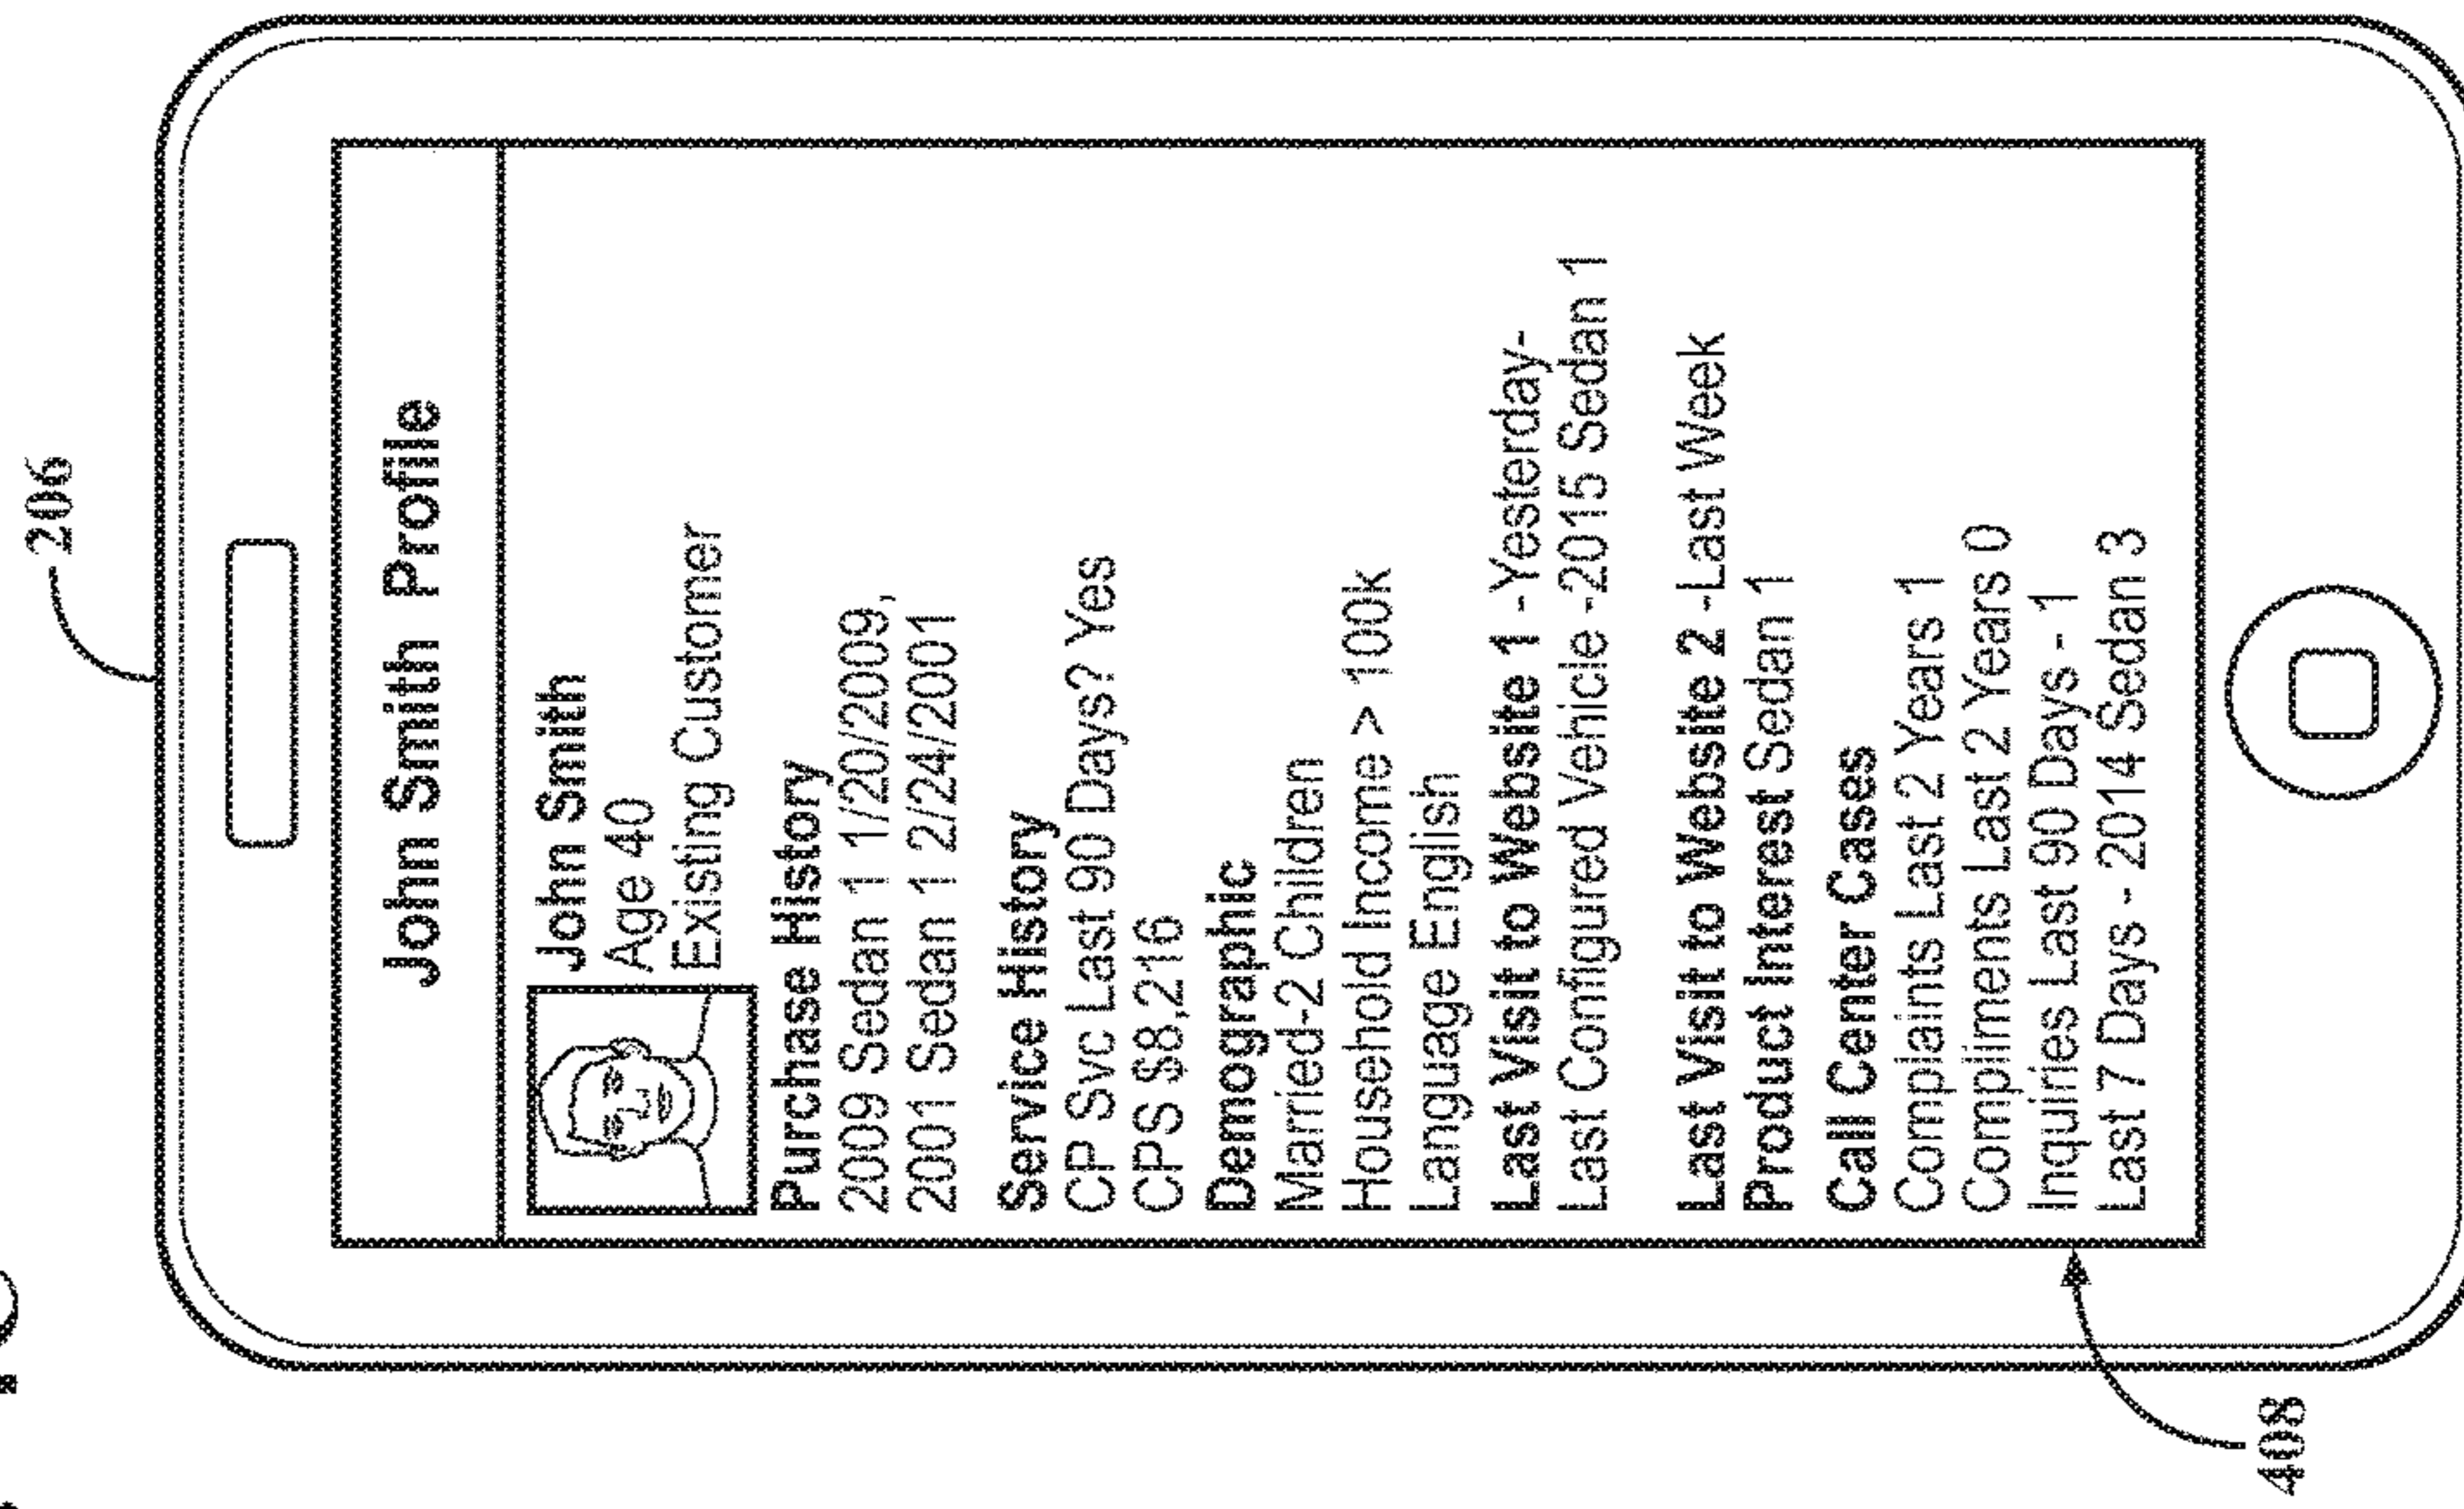 206
John Smith Profile
John Smith
Age 40
Existing Customer
Purchase History
2009 Sedan 1 1/20/2009,
2001 Sedan 1 12/24/2001
Service History
CP Svc Last 90 Days? Yes
CPS $8,216
Demographic
Married-2 Children
Household Income > 100k
Language English
Last Visit to Website 1 -Yesterday-
Last Configured Vehicle -2015 Sedan 1
Last Visit to Website 2 -Last Week
Product Interest Sedan 1
Call Center Cases
Complaints Last 2 Years 1
Compliments Last 2 Years 0
Inquiries Last 90 Days - 1
Last 7 Days - 2014 Sedan 3
408